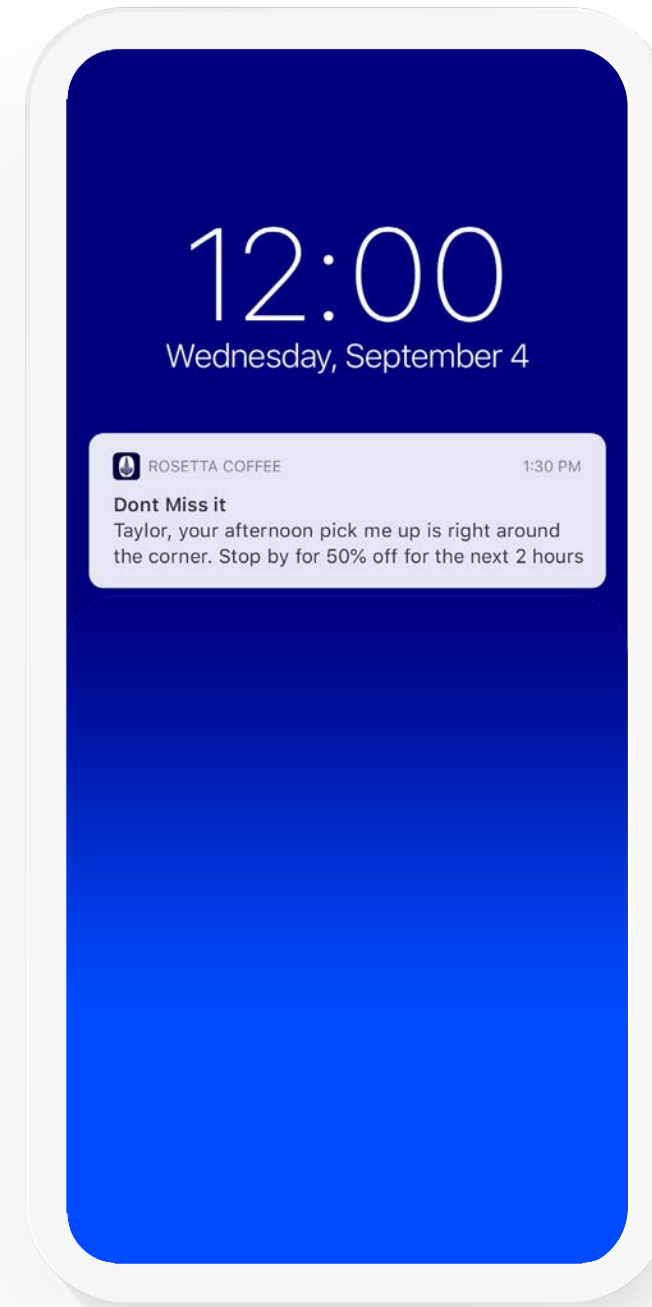 12:00
Wednesday, September 4
ROSETTA COFFEE 1:30 PM
Dont Miss it
Taylor, your afternoon pick me up is right around
the corner. Stop by for 50% off for the next 2 hours